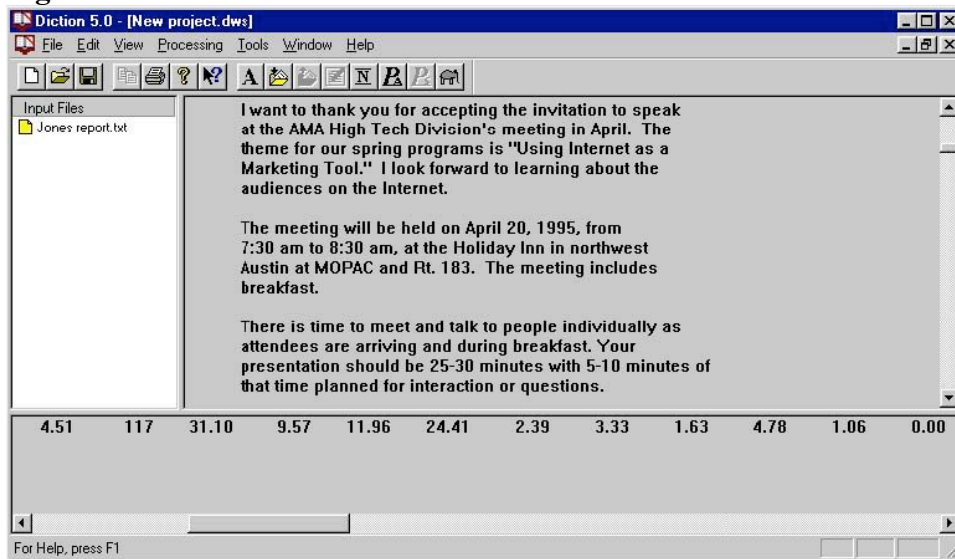 Diction 5.0 - [New project.dws]
File Edit View Processing Tools Window Help
A N PA PA
Input Files
Jones report.txt
I want to thank you for accepting the invitation to speak
at the AMA High Tech Division's meeting in April. The
theme for our spring programs is "Using Internet as a
Marketing Tool." I look forward to learning about the
audiences on the Internet.
The meeting will be held on April 20, 1995, from
7:30 am to 8:30 am, at the Holiday Inn in northwest
Austin at MOPAC and Rt. 183. The meeting includes
breakfast.
There is time to meet and talk to people individually as
attendees are arriving and during breakfast. Your
presentation should be 25-30 minutes with 5-10 minutes of
that time planned for interaction or questions.
4.51 117 31.10 9.57 11.96 24.41 2.39 3.33 1.63 4.78 1.06 0.00
For Help, press F1